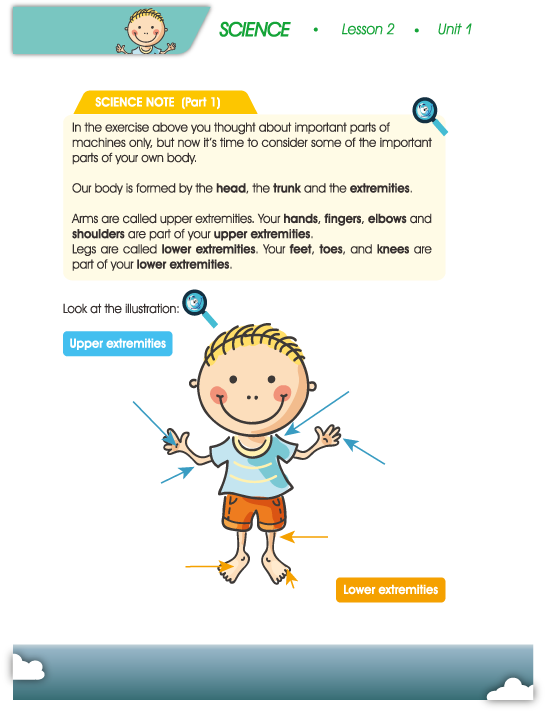 SCIENCE • Lesson 2 • Unit 1
SCIENCE NOTE (Part 1)
In the exercise above you thought about important parts of
machines only, but now it's time to consider some of the important
parts of your own body.
Our body is formed by the head, the trunk and the extremities.
Arms are called upper extremities. Your hands, fingers, elbows and
shoulders are part of your upper extremities.
Legs are called lower extremities. Your feet, toes, and knees are
part of your lower extremities.
Look at the illustration:
Upper extremities
Lower extremities